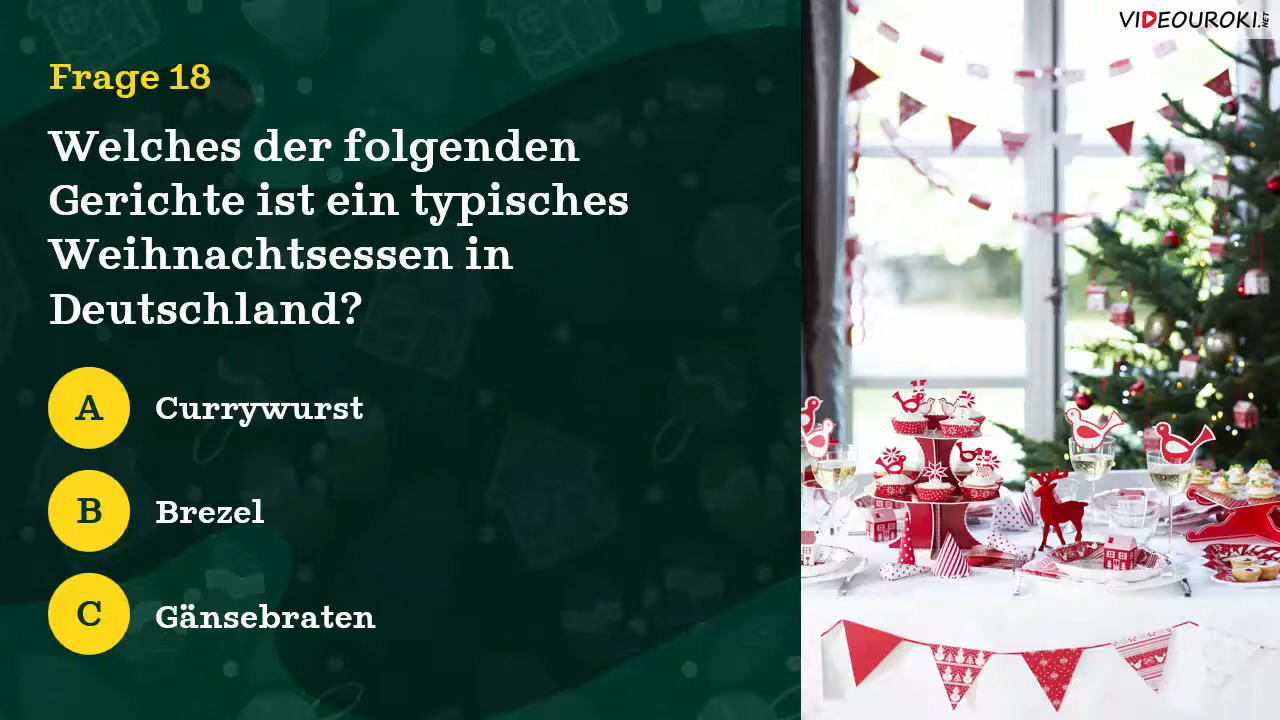 VIDEOUROKI.NET
Frage 18
Welches der folgenden
Gerichte ist ein typisches
Weihnachtsessen in
Deutschland?
A Currywurst
B Brezel
C Gänsebraten